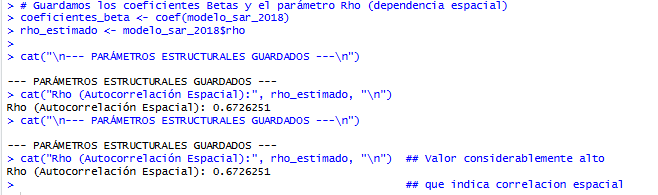 > # Guardamos los coeficientes Betas y el parámetro Rho (dependencia espacial)
> coeficientes_beta <- coef(modelo_sar_2018)
> rho_estimado <- modelo_sar_2018$rho
>
> cat("\n--- PARÁMETROS ESTRUCTURALES GUARDADOS ---\n")

--- PARÁMETROS ESTRUCTURALES GUARDADOS ---
> cat("Rho (Autocorrelación Espacial):", rho_estimado, "\n")
Rho (Autocorrelación Espacial): 0.6726251
> cat("\n--- PARÁMETROS ESTRUCTURALES GUARDADOS ---\n")

--- PARÁMETROS ESTRUCTURALES GUARDADOS ---
> cat("Rho (Autocorrelación Espacial):", rho_estimado, "\n")  ## Valor considerablemente alto
Rho (Autocorrelación Espacial): 0.6726251
> ## que indica correlacion espacial